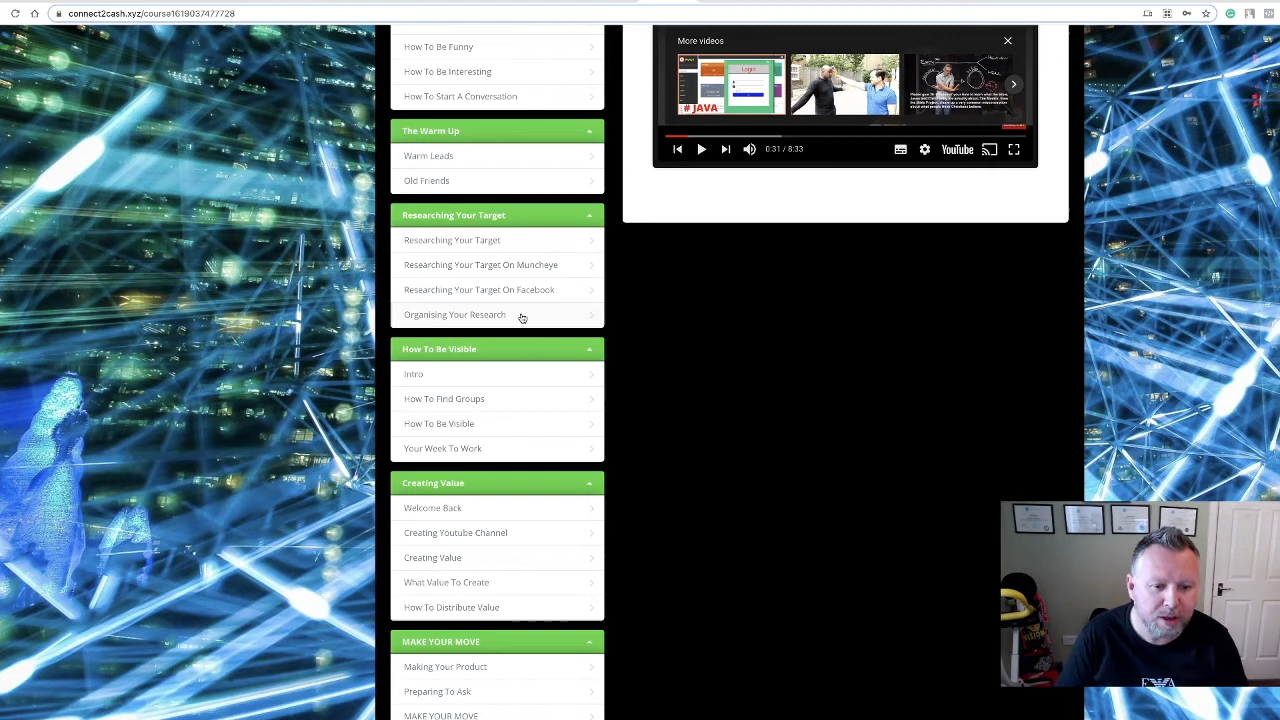 connect2cash.xyz/course1619037477728
How To Be Funny
How To Be Interesting
How To Start A Conversation
The Warm Up
Warm Leads
Old Friends
Researching Your Target
Researching Your Target
Researching Your Target On Muncheye
Researching Your Target On Facebook
Organising Your Research
How To Be Visible
Intro
How To Find Groups
How To Be Visible
Your Week To Work
Creating Value
Welcome Back
Creating Youtube Channel
Creating Value
What Value To Create
How To Distribute Value
MAKE YOUR MOVE
Making Your Product
Preparing To Ask
MAKE YOUR MOVE
More videos
Login
# JAVA
0:31 / 8:33
YouTube